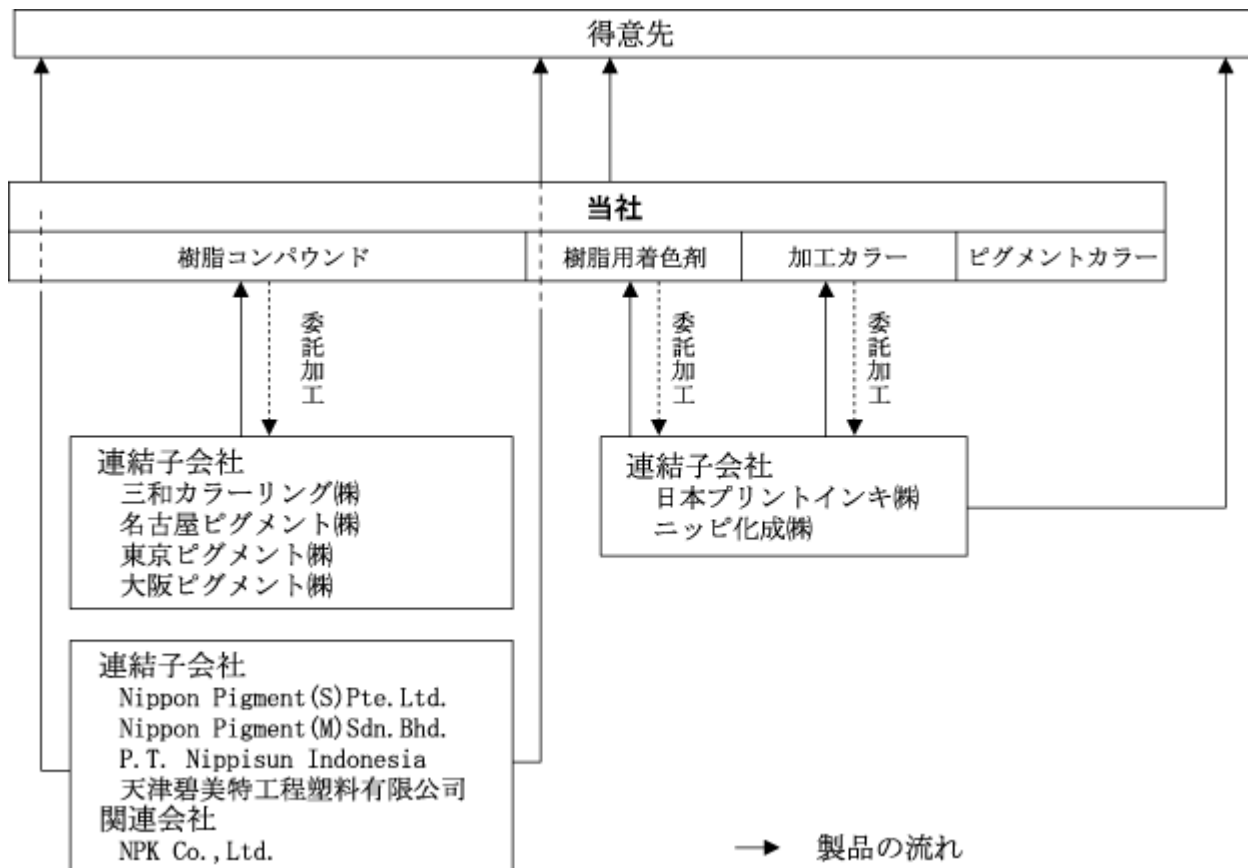 得意先
当社
樹脂コンパウンド
樹脂用着色剤
加工カラー
ピグメントカラー
委託加工
委託加工
委託加工
連結子会社
三和カラーリング㈱
名古屋ピグメント㈱
東京ピグメント㈱
大阪ピグメント㈱
連結子会社
日本プリントインキ㈱
ニッピ化成㈱
連結子会社
Nippon Pigment(S)Pte.Ltd.
Nippon Pigment(M)Sdn.Bhd.
P.T. Nippisun Indonesia
天津碧美特工程塑料有限公司
関連会社
NPK Co.,Ltd.
製品の流れ